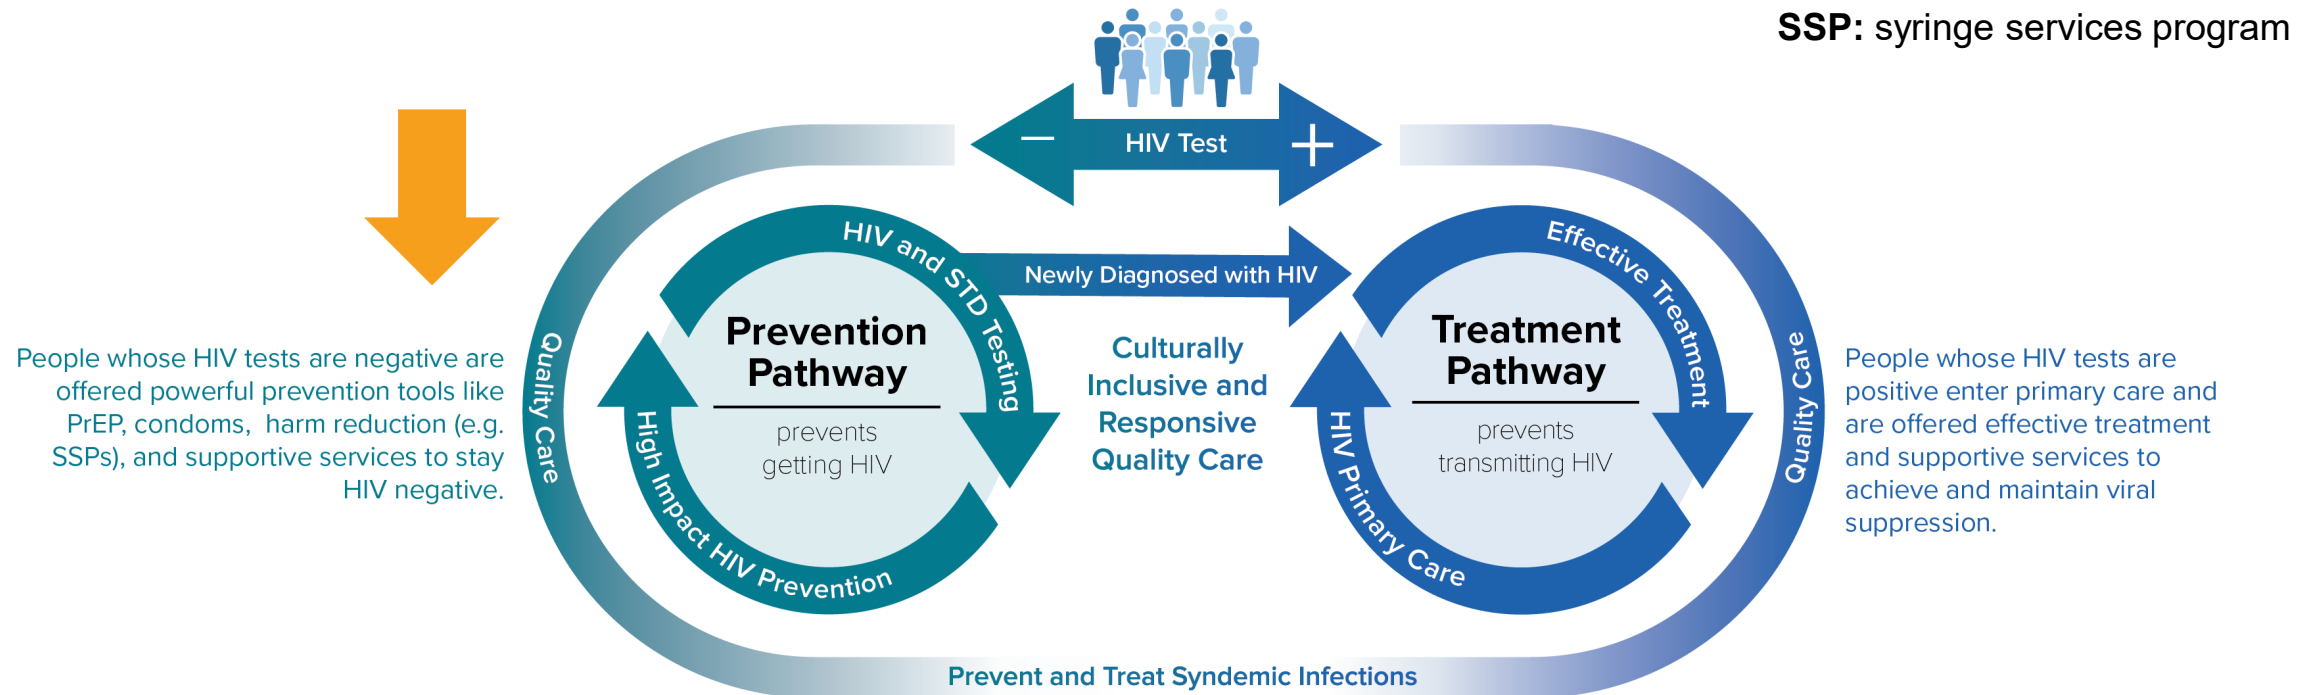 SSP: syringe services program
− HIV Test +
Newly Diagnosed with HIV
People whose HIV tests are negative are
offered powerful prevention tools like
PrEP, condoms,  harm reduction (e.g.
SSPs), and supportive services to stay
HIV negative.
Quality Care
HIV and STD Testing
High Impact HIV Prevention
Prevention
Pathway
prevents
getting HIV
Culturally
Inclusive and
Responsive
Quality Care
Effective Treatment
HIV Primary Care
Treatment
Pathway
prevents
transmitting HIV
Quality Care
People whose HIV tests are
positive enter primary care and
are offered effective treatment
and supportive services to
achieve and maintain viral
suppression.
Prevent and Treat Syndemic Infections